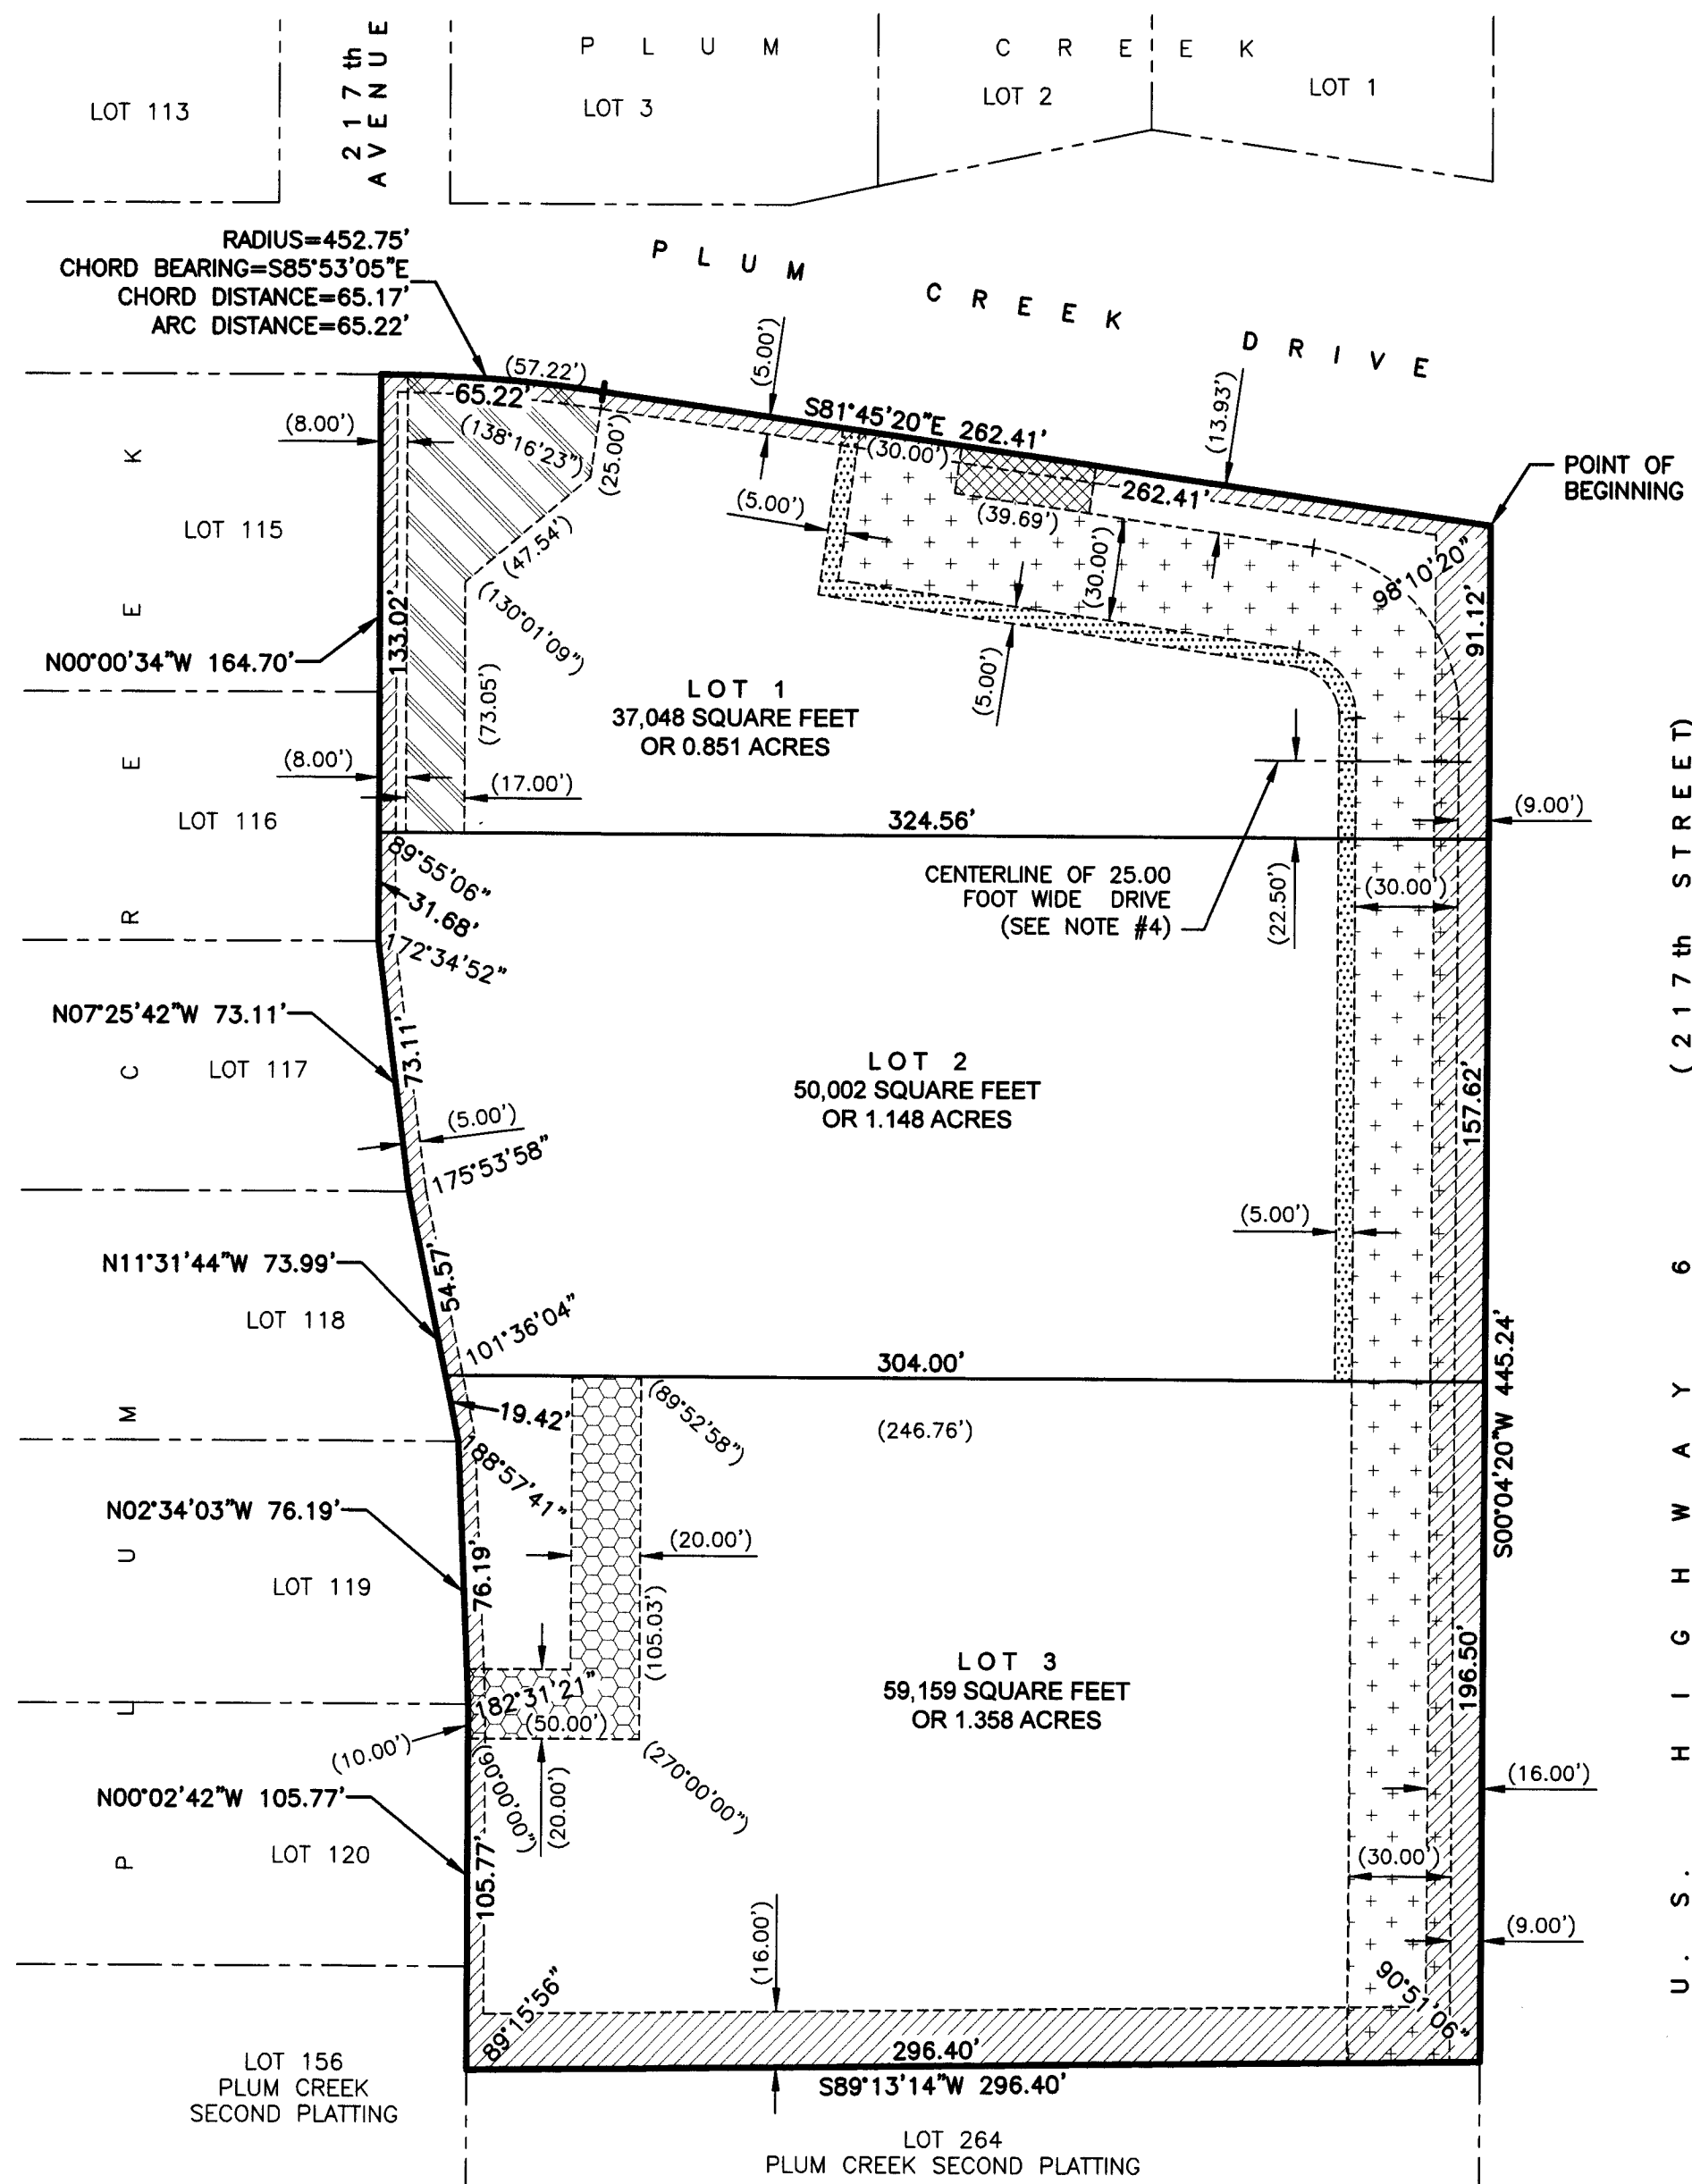 217th
AVENUE
PLUM CREEK
LOT 113
LOT 3
LOT 2
LOT 1
RADIUS=452.75'
CHORD BEARING=S85°53'05"E
CHORD DISTANCE=65.17'
ARC DISTANCE=65.22'
PLUM CREEK DRIVE
(57.22')
65.22'
(5.00')
S81°45'20"E 262.41'
(13.93')
(8.00')
(138°16'23")
(25.00')
(30.00')
262.41'
POINT OF
BEGINNING
(5.00')
(39.69')
LOT 115
(47.54')
(30.00')
98°10'20"
91.12'
(130°01'09")
133.02'
N00°00'34"W 164.70'
(73.05')
(5.00')
LOT 1
37,048 SQUARE FEET
OR 0.851 ACRES
(8.00')
(17.00')
LOT 116
324.56'
(9.00')
89°55'06"
31.68'
CENTERLINE OF 25.00
FOOT WIDE DRIVE
(SEE NOTE #4)
(22.50')
(30.00')
172°34'52"
N07°25'42"W 73.11'
73.11'
LOT 117
LOT 2
50,002 SQUARE FEET
OR 1.148 ACRES
157.62'
(5.00')
175°53'58"
(5.00')
N11°31'44"W 73.99'
54.57'
LOT 118
101°36'04"
304.00'
S00°04'20"W 445.24'
19.42'
(89°52'58")
(246.76')
188°57'41"
N02°34'03"W 76.19'
76.19'
(20.00')
LOT 119
(105.03')
LOT 3
59,159 SQUARE FEET
OR 1.358 ACRES
196.50'
182°31'21"
(50.00')
(10.00')
(90°00'00")
(20.00')
(270°00'00")
(16.00')
N00°02'42"W 105.77'
105.77'
LOT 120
(30.00')
(9.00')
(16.00')
89°15'56"
90°51'06"
296.40'
S89°13'14"W 296.40'
LOT 156
PLUM CREEK
SECOND PLATTING
LOT 264
PLUM CREEK SECOND PLATTING
PLUM CREEK
U.S. HIGHWAY 6 (217th STREET)